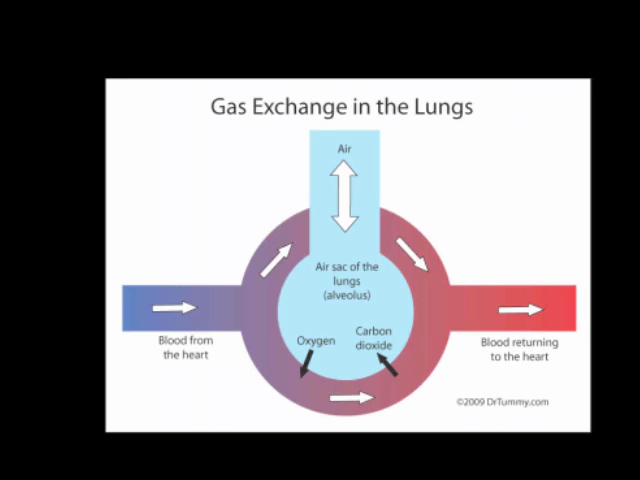 Gas Exchange in the Lungs
Air
Air sac of the
lungs
(alveolus)
Oxygen
Carbon
dioxide
Blood from
the heart
Blood returning
to the heart
©2009 DrTummy.com